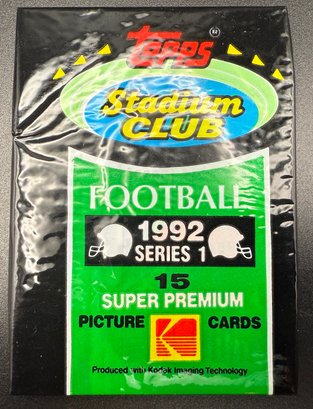 Topps
Stadium
CLUB
FOOTBALL
1992
SERIES 1
15
SUPER PREMIUM
PICTURE CARDS
Produced with Kodak Imaging Technology